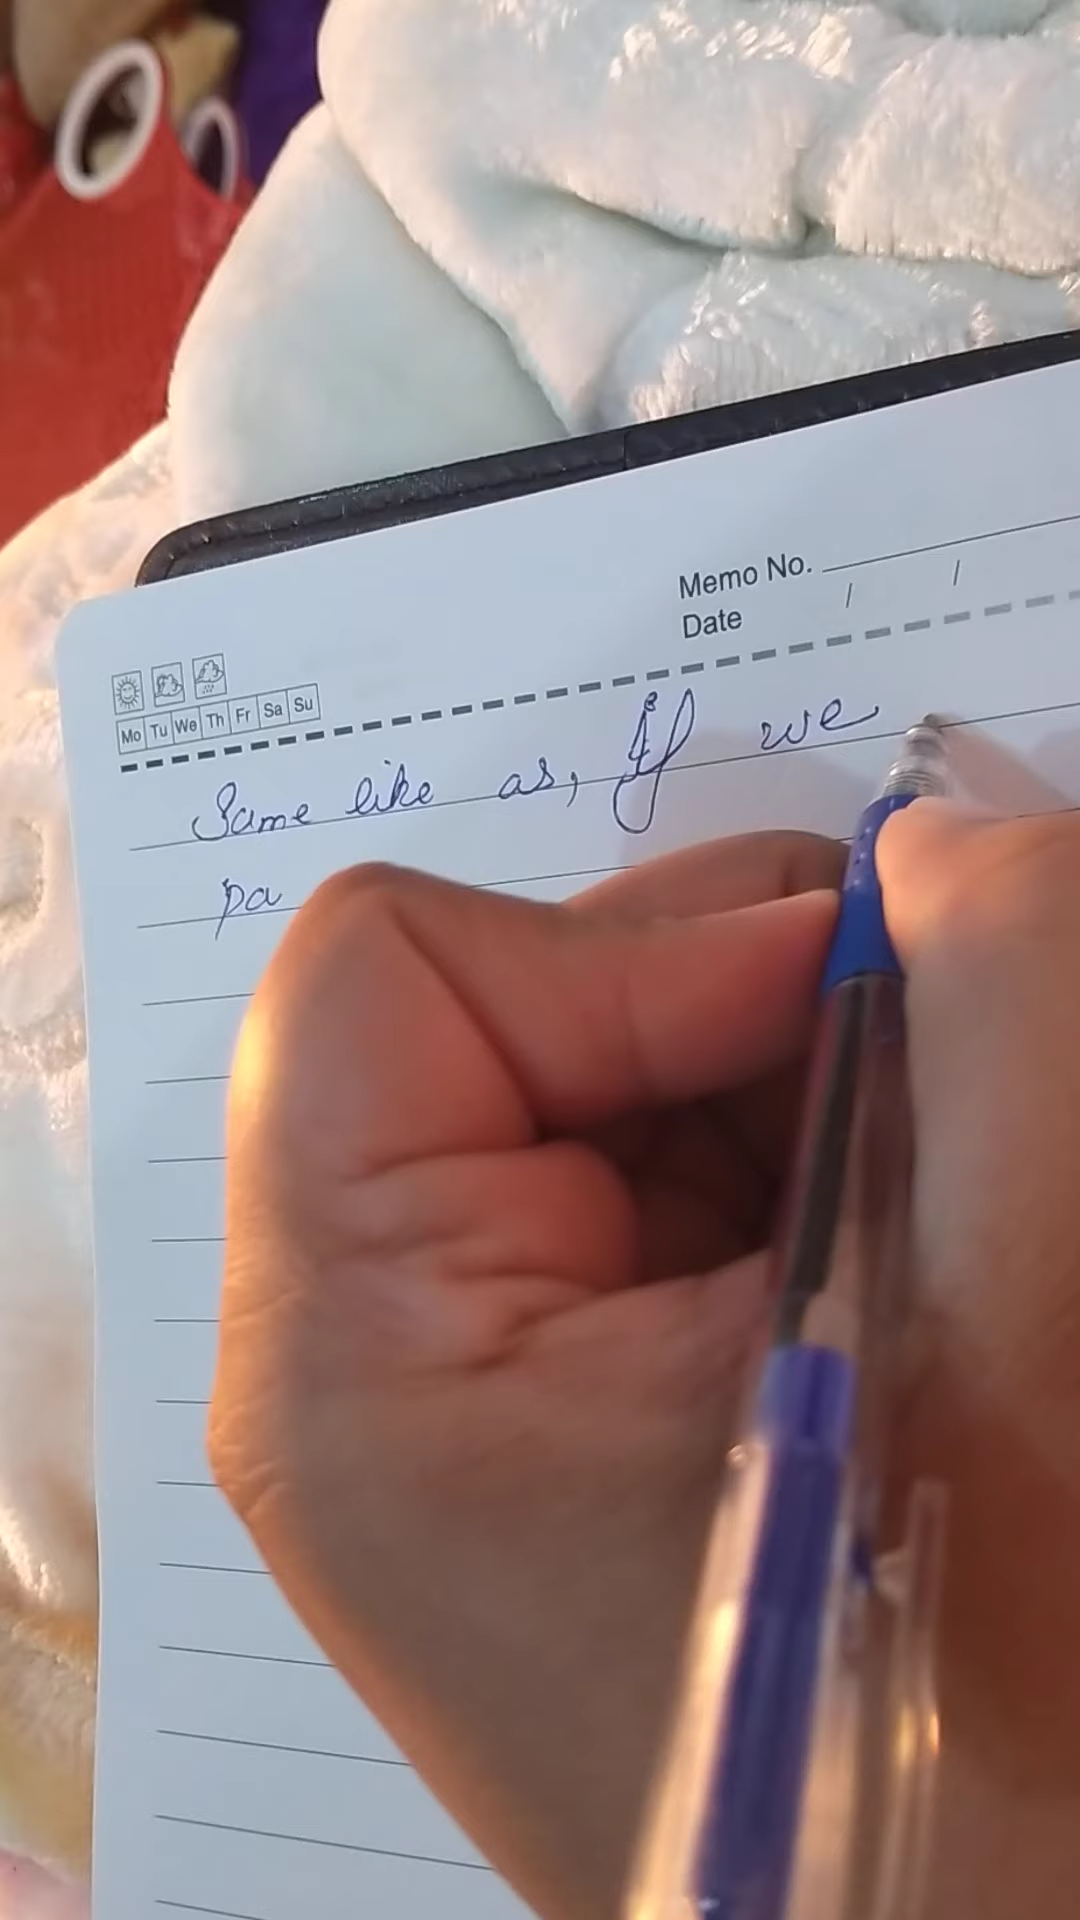 Memo No.
Date / /
Mo Tu We Th Fr Sa Su
Same like as, If we
pa